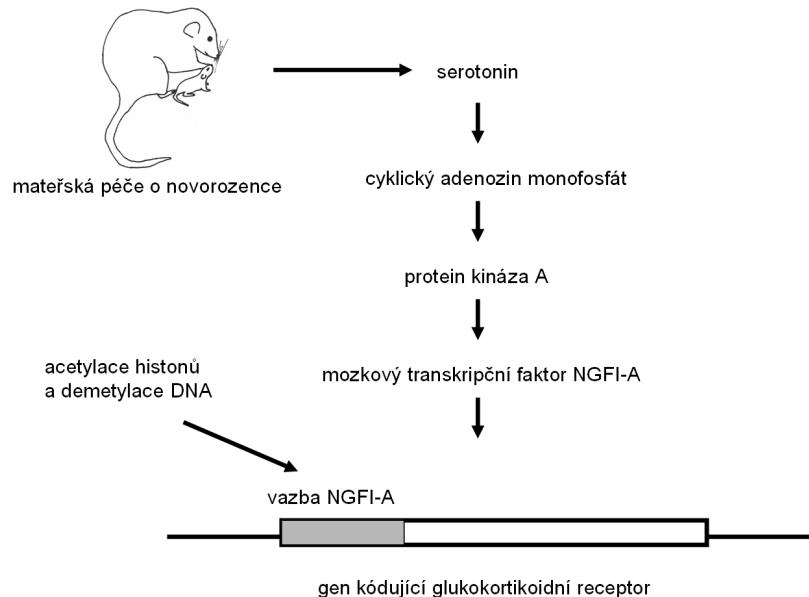 serotonin
mateřská péče o novorozence
cyklický adenozin monofosfát
protein kináza A
acetylace histonů
a demetylace DNA
mozkový transkripční faktor NGFI-A
vazba NGFI-A
gen kódující glukokortikoidní receptor